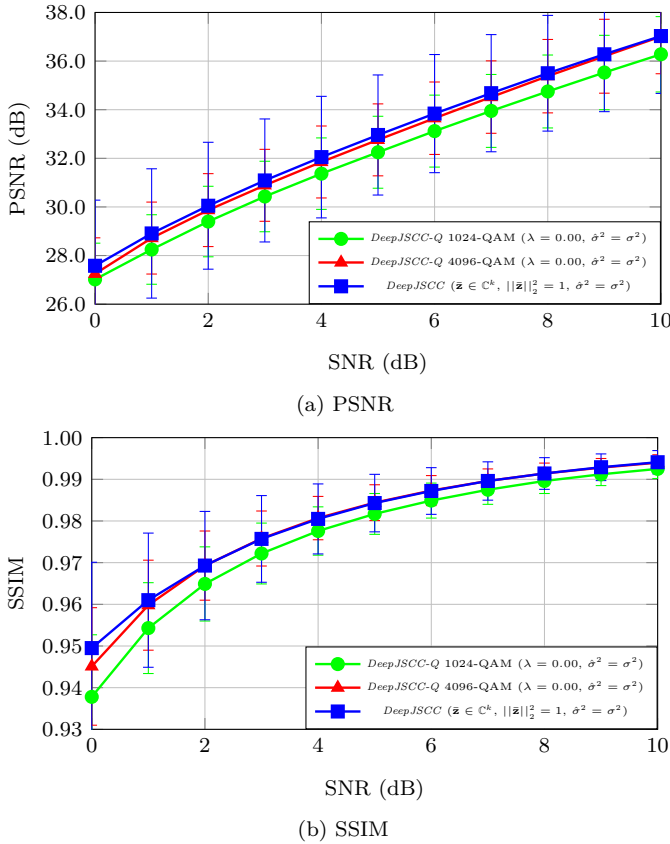 38.0
36.0
34.0
32.0
30.0
28.0
26.0
PSNR (dB)
DeepJSCC-Q 1024-QAM (λ = 0.00, σ̂² = σ²)
DeepJSCC-Q 4096-QAM (λ = 0.00, σ̂² = σ²)
DeepJSCC (z̄ ∈ ℂᵏ, ||z̄||₂² = 1, σ̂² = σ²)
0 2 4 6 8 10
SNR (dB)
(a) PSNR
1.00
0.99
0.98
0.97
0.96
0.95
0.94
0.93
SSIM
DeepJSCC-Q 1024-QAM (λ = 0.00, σ̂² = σ²)
DeepJSCC-Q 4096-QAM (λ = 0.00, σ̂² = σ²)
DeepJSCC (z̄ ∈ ℂᵏ, ||z̄||₂² = 1, σ̂² = σ²)
0 2 4 6 8 10
SNR (dB)
(b) SSIM